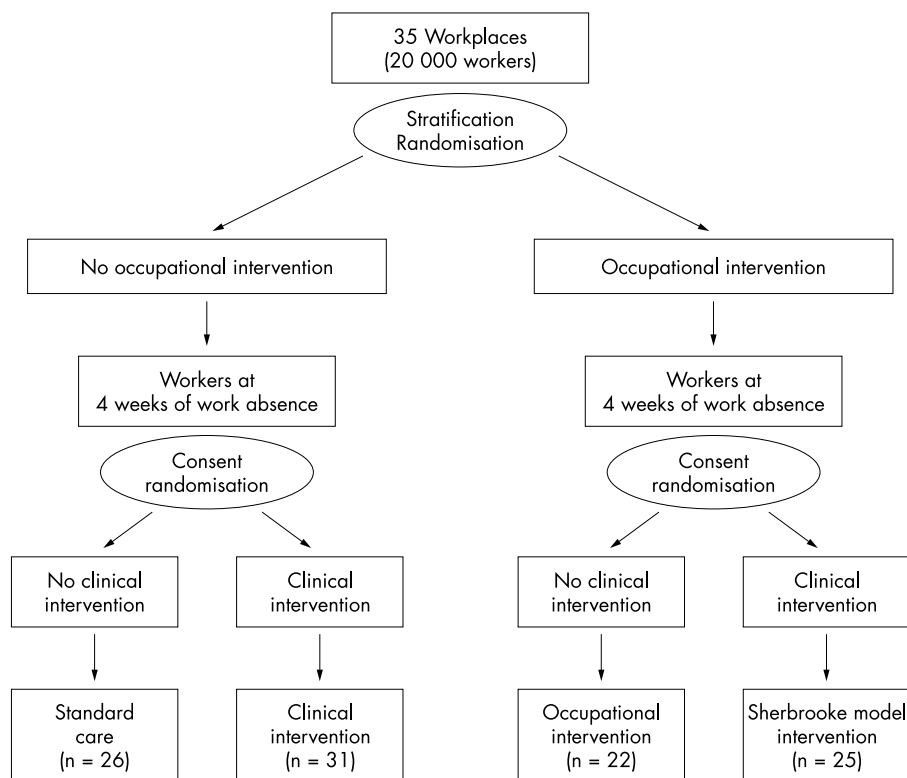 35 Workplaces
(20 000 workers)
Stratification
Randomisation
No occupational intervention
Occupational intervention
Workers at
4 weeks of work absence
Workers at
4 weeks of work absence
Consent
randomisation
Consent
randomisation
No clinical
intervention
Clinical
intervention
No clinical
intervention
Clinical
intervention
Standard
care
(n = 26)
Clinical
intervention
(n = 31)
Occupational
intervention
(n = 22)
Sherbrooke model
intervention
(n = 25)